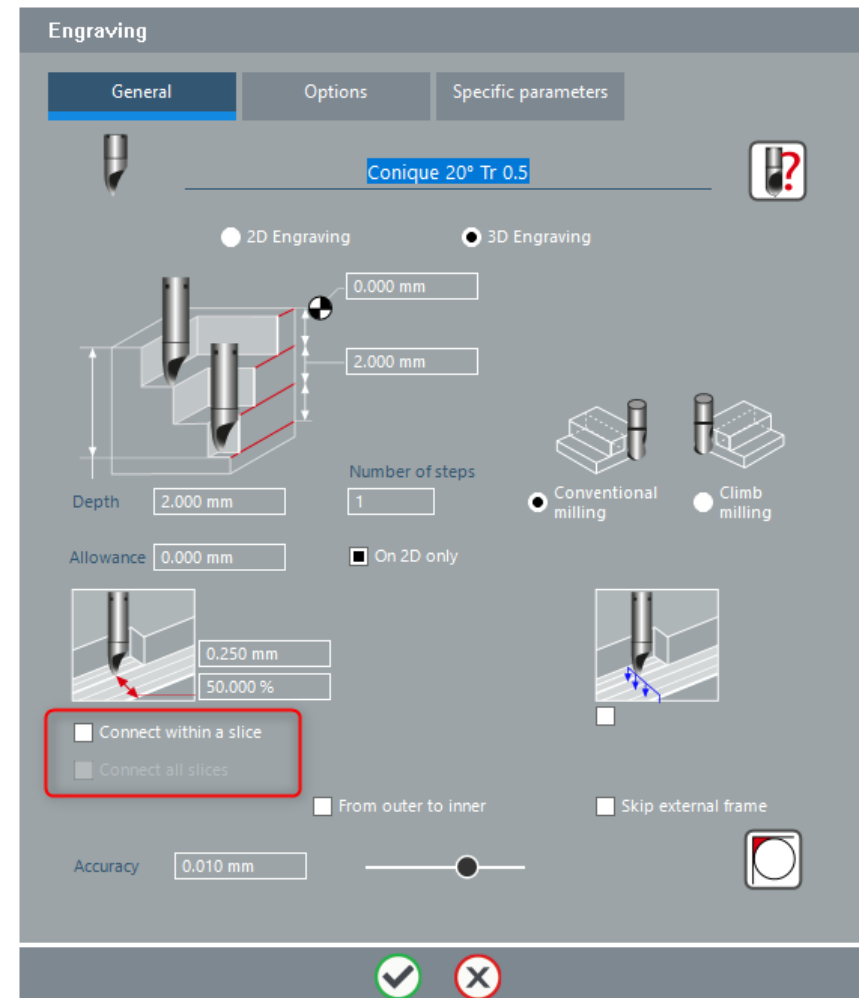 Engraving
General Options Specific parameters
Conique 20° Tr 0.5
?
2D Engraving 3D Engraving
0.000 mm
2.000 mm
Number of steps
Depth 2.000 mm 1 Conventional milling Climb milling
Allowance 0.000 mm On 2D only
0.250 mm
50.000 %
Connect within a slice
Connect all slices
From outer to inner Skip external frame
Accuracy 0.010 mm